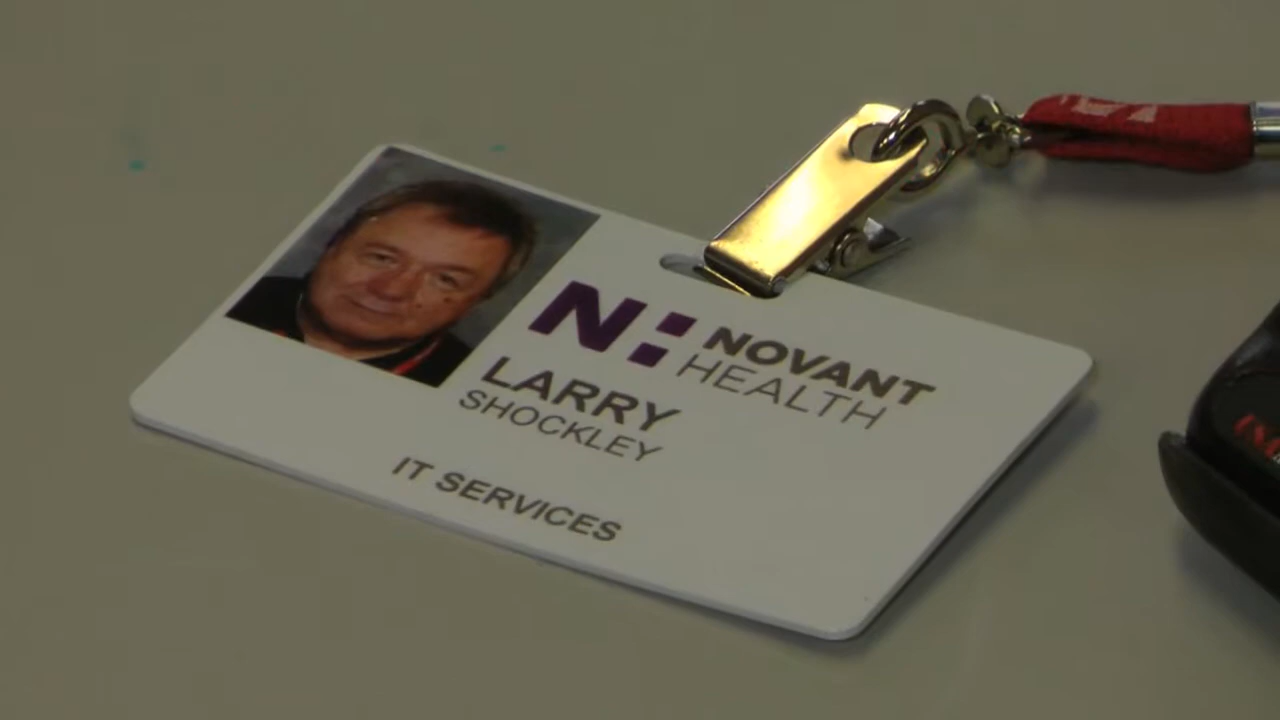 N:
NOVANT
HEALTH
LARRY
SHOCKLEY
IT SERVICES